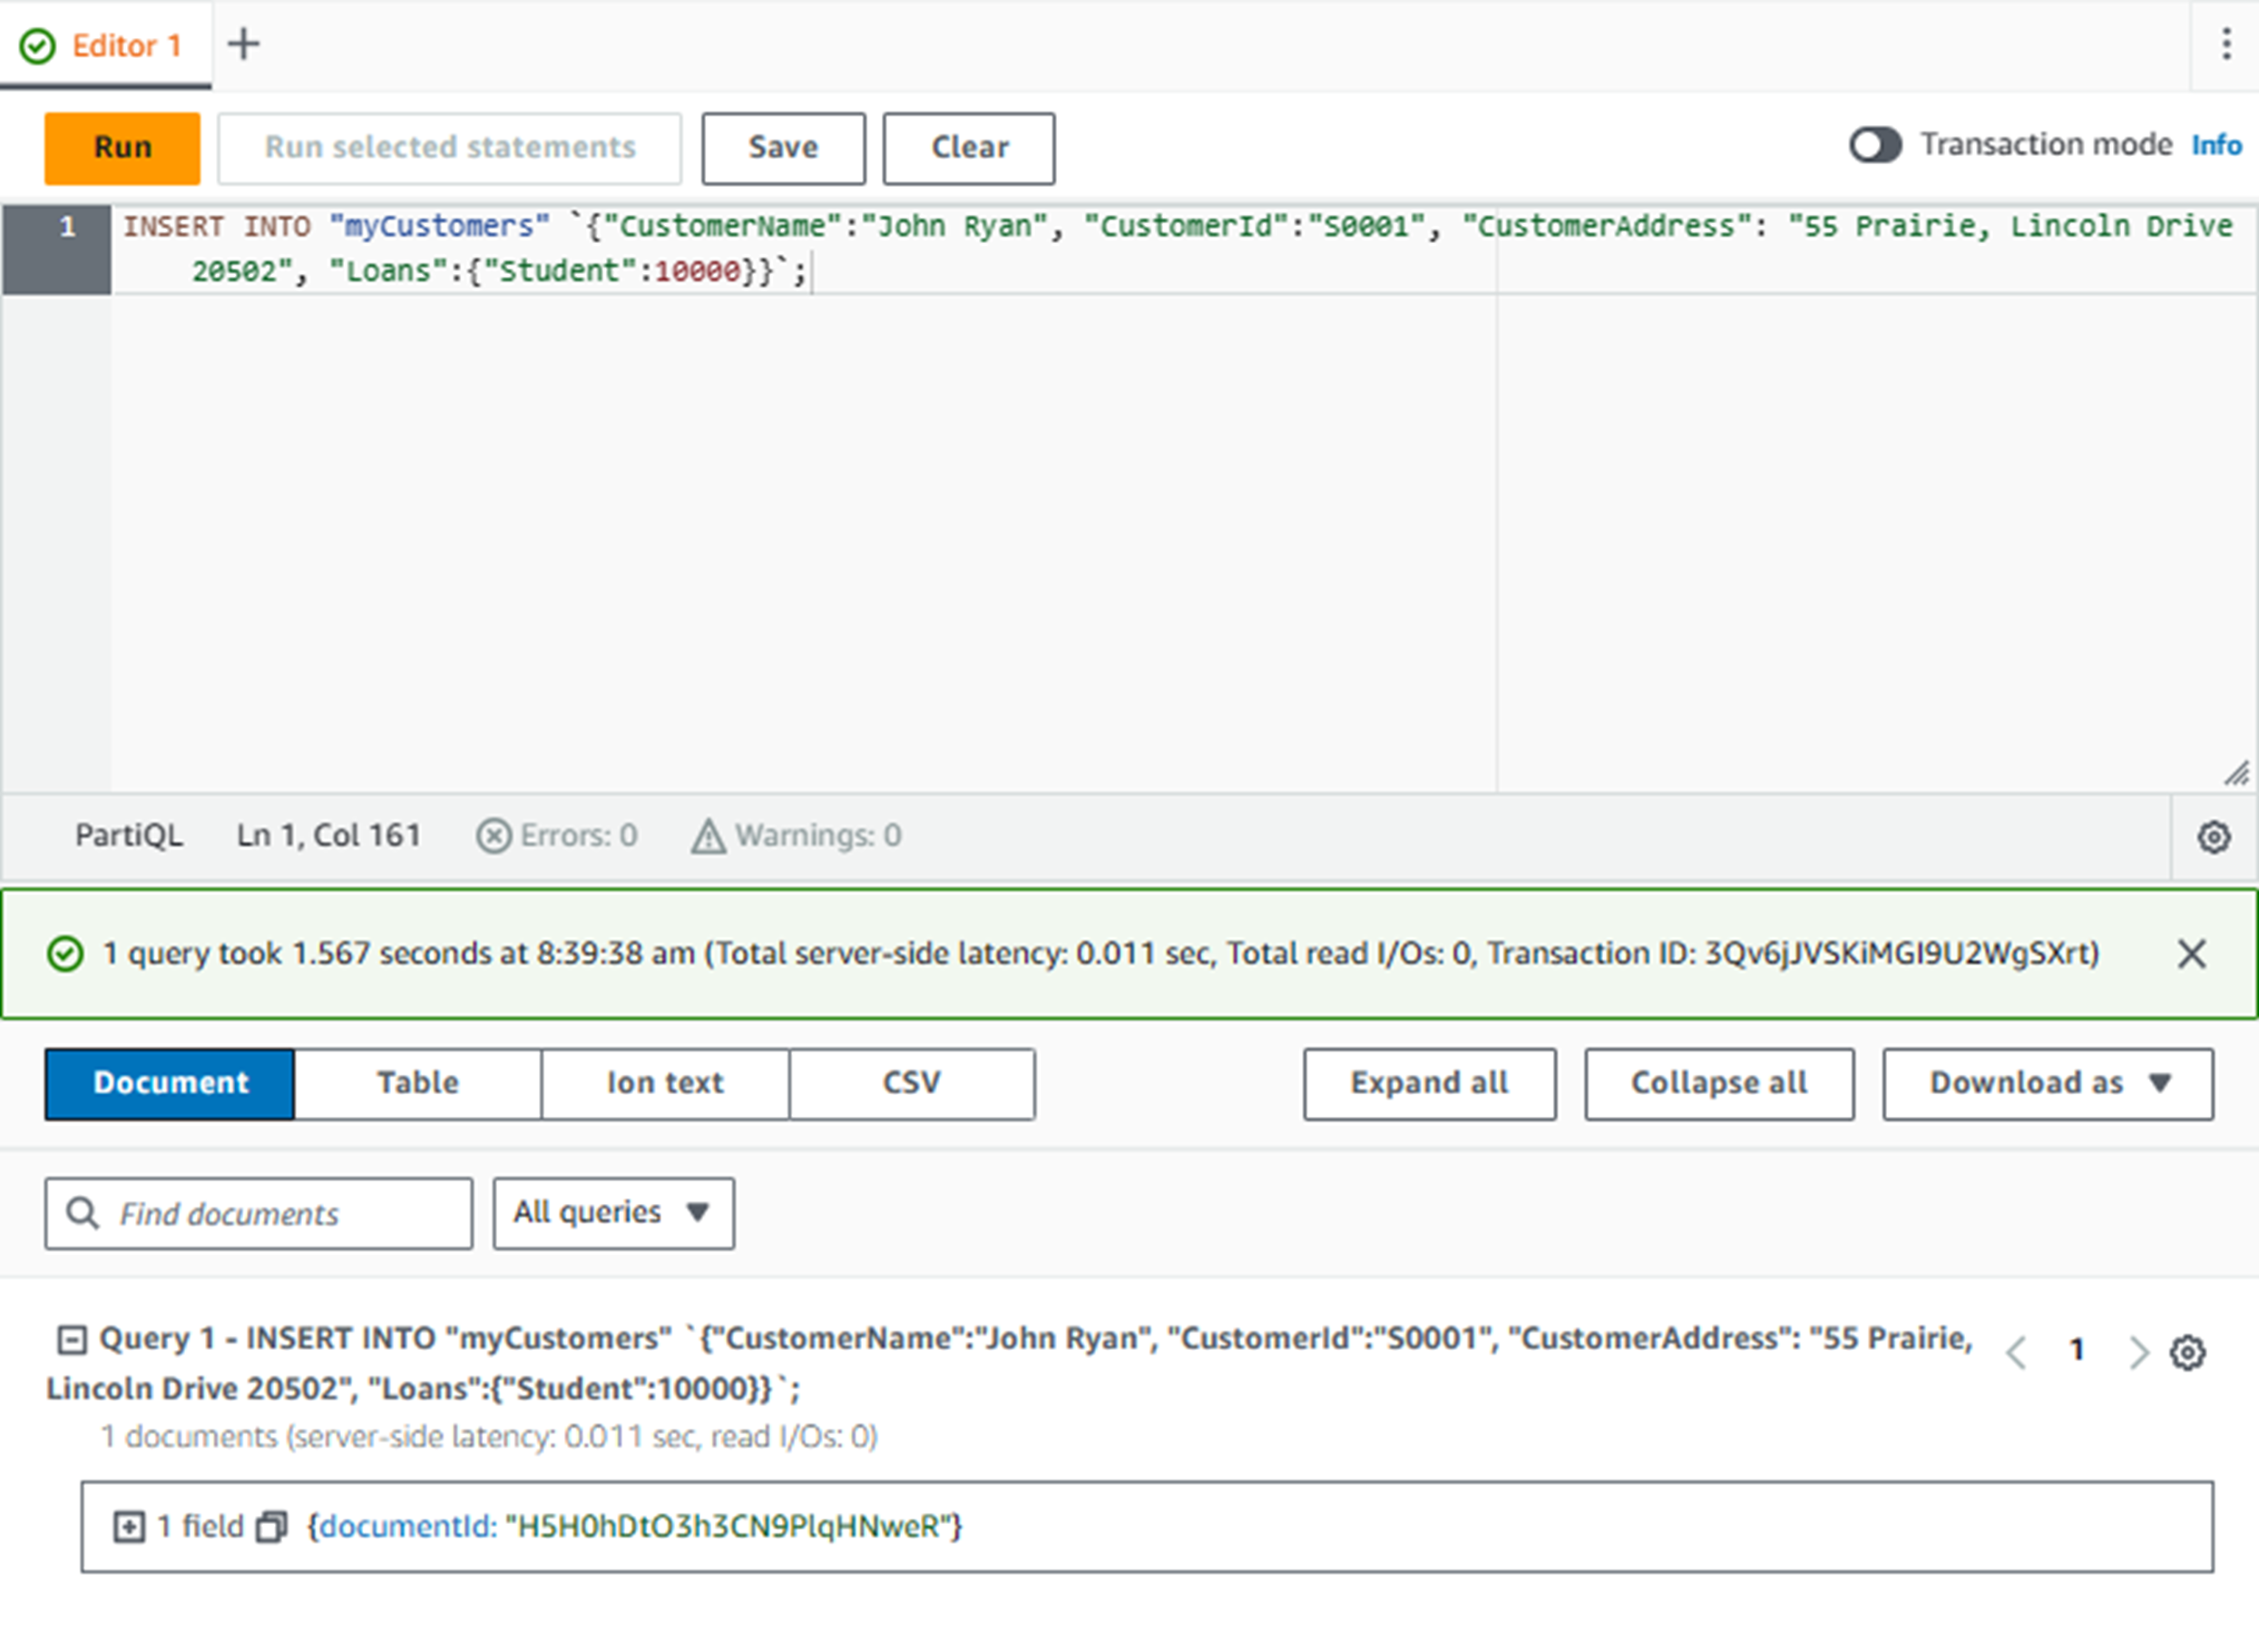 Editor 1
Run
Run selected statements
Save
Clear
Transaction mode Info
1 INSERT INTO "myCustomers" `{"CustomerName":"John Ryan", "CustomerId":"S0001", "CustomerAddress": "55 Prairie, Lincoln Drive
20502", "Loans":{"Student":10000}}`;
PartiQL Ln 1, Col 161 Errors: 0 Warnings: 0
1 query took 1.567 seconds at 8:39:38 am (Total server-side latency: 0.011 sec, Total read I/Os: 0, Transaction ID: 3Qv6jJVSKiMGI9U2WgSXrt)
Document Table Ion text CSV Expand all Collapse all Download as
Find documents All queries
Query 1 - INSERT INTO "myCustomers" `{"CustomerName":"John Ryan", "CustomerId":"S0001", "CustomerAddress": "55 Prairie, 1
Lincoln Drive 20502", "Loans":{"Student":10000}}`;
1 documents (server-side latency: 0.011 sec, read I/Os: 0)
1 field {documentId: "H5H0hDtO3h3CN9PlqHNweR"}